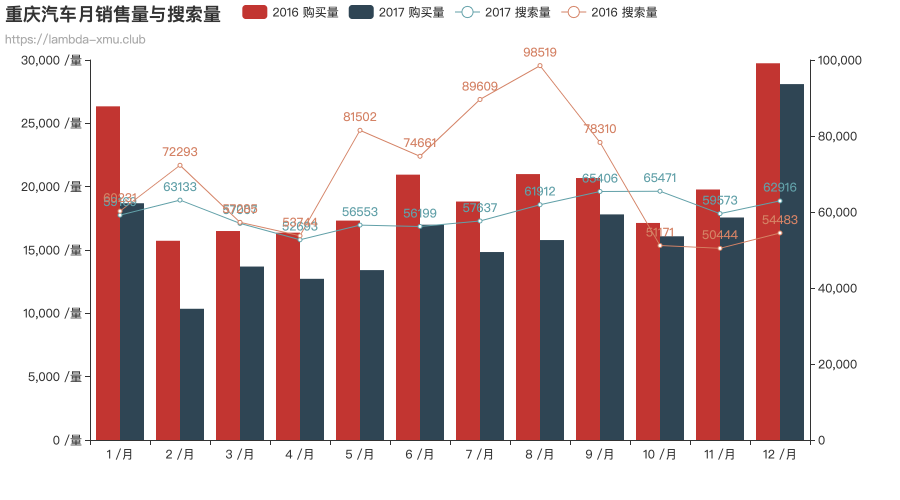 重庆汽车月销售量与搜索量
2016 购买量 2017 购买量 2017 搜索量 2016 搜索量
https://lambda-xmu.club
30,000 /量
25,000 /量
20,000 /量
15,000 /量
10,000 /量
5,000 /量
0 /量
100,000
80,000
60,000
40,000
20,000
0
72293
81502
74661
89609
98519
78310
51171
50444
54483
63133
52693
56553
56199
57637
61912
65406
65471
59573
62916
1 /月 2 /月 3 /月 4 /月 5 /月 6 /月 7 /月 8 /月 9 /月 10 /月 11 /月 12 /月